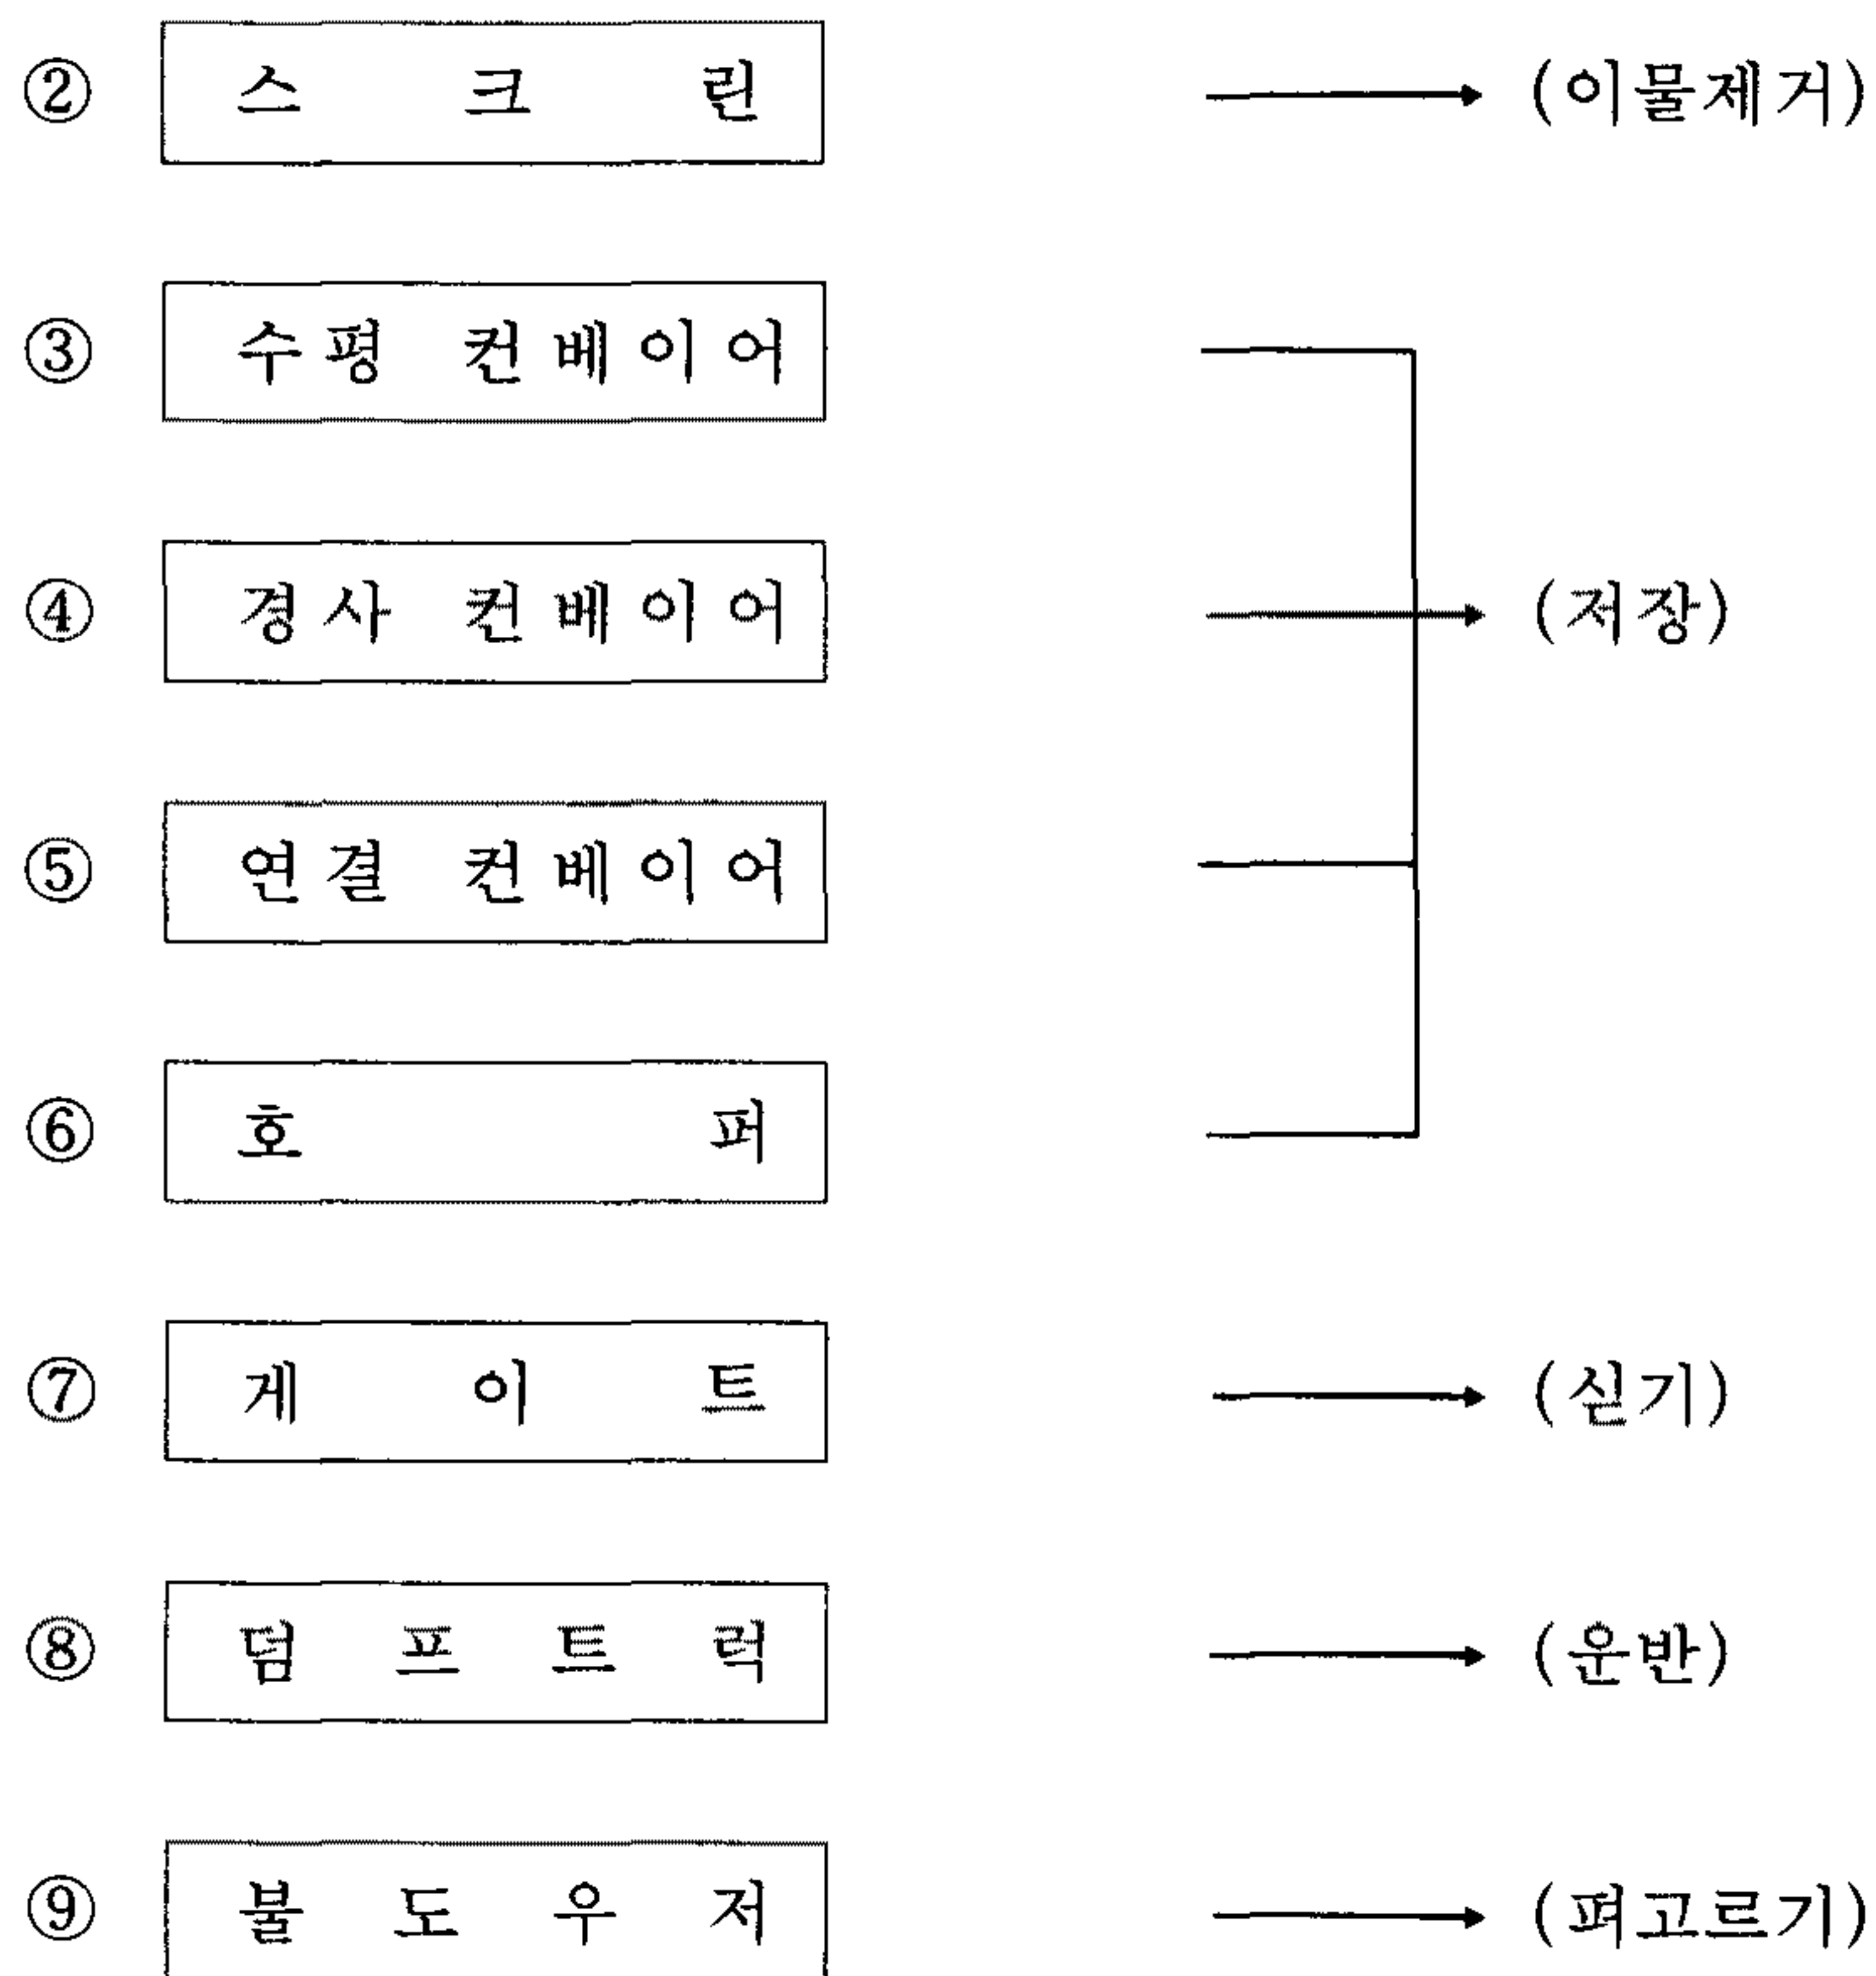 ② 스크린 (이물제거)
③ 수평 컨베이어
④ 경사 컨베이어 (저장)
⑤ 연결 컨베이어
⑥ 호퍼
⑦ 게이트 (싣기)
⑧ 덤프트럭 (운반)
⑨ 불도우저 (펴고르기)